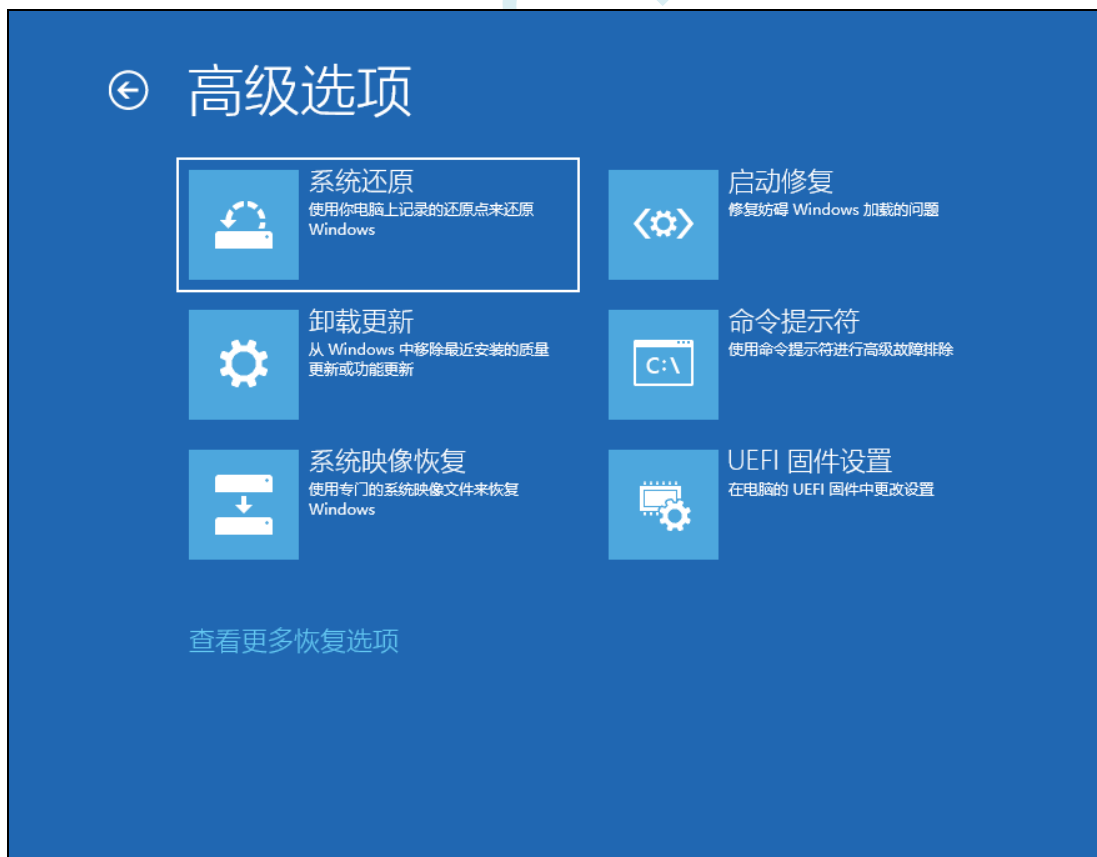 高级选项
系统还原
使用你电脑上记录的还原点来还原
Windows
启动修复
修复妨碍 Windows 加载的问题
卸载更新
从 Windows 中移除最近安装的质量
更新或功能更新
命令提示符
使用命令提示符进行高级故障排除
C:\
系统映像恢复
使用专门的系统映像文件来恢复
Windows
UEFI 固件设置
在电脑的 UEFI 固件中更改设置
查看更多恢复选项